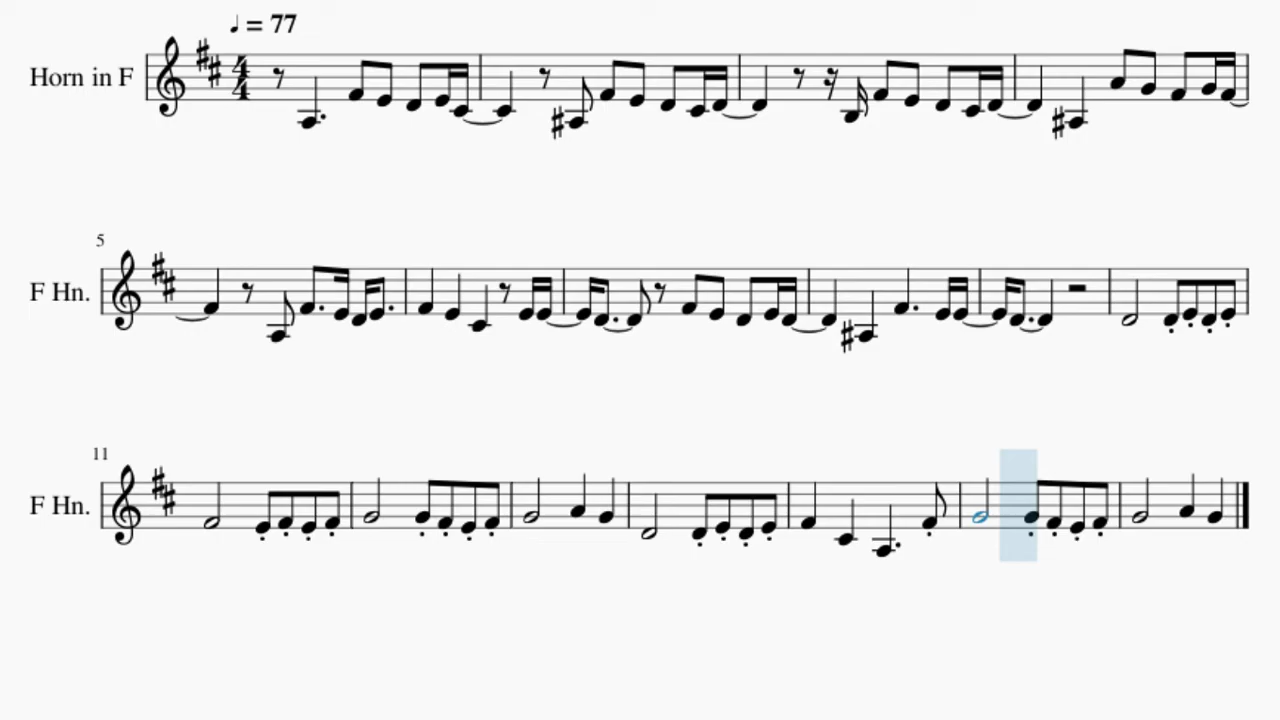 ♩ = 77
Horn in F
4
4
5
F Hn.
11
F Hn.